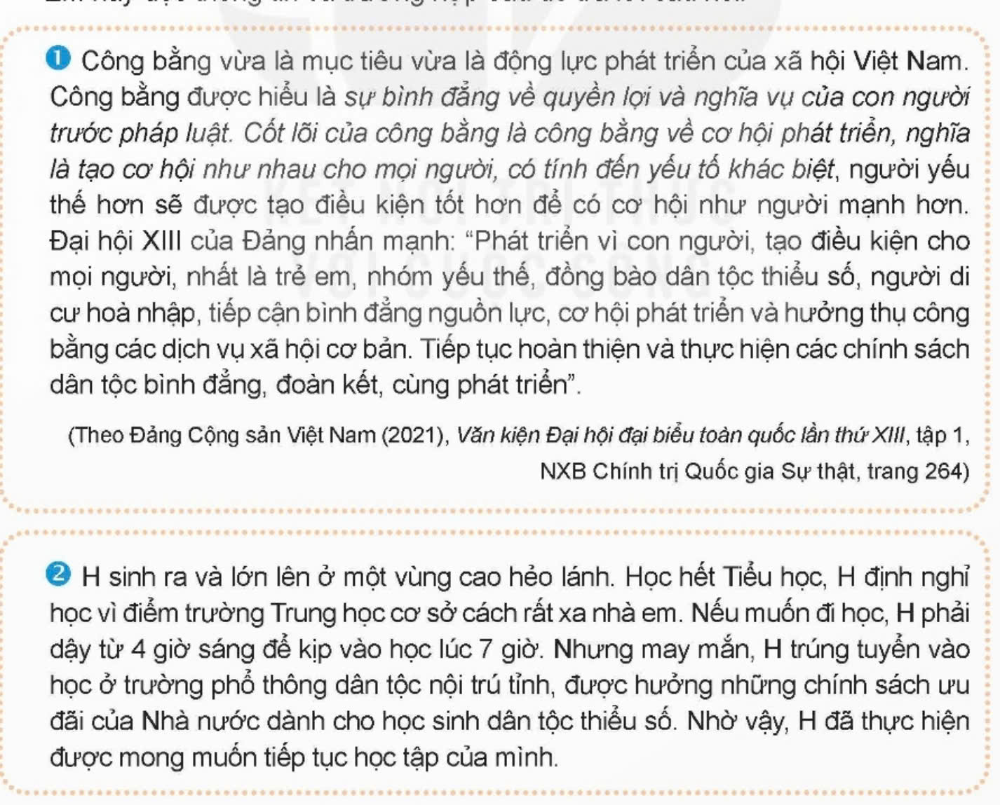 ❶ Công bằng vừa là mục tiêu vừa là động lực phát triển của xã hội Việt Nam.
Công bằng được hiểu là sự bình đẳng về quyền lợi và nghĩa vụ của con người
trước pháp luật. Cốt lõi của công bằng là công bằng về cơ hội phát triển, nghĩa
là tạo cơ hội như nhau cho mọi người, có tính đến yếu tố khác biệt, người yếu
thế hơn sẽ được tạo điều kiện tốt hơn để có cơ hội như người mạnh hơn.
Đại hội XIII của Đảng nhấn mạnh: “Phát triển vì con người, tạo điều kiện cho
mọi người, nhất là trẻ em, nhóm yếu thế, đồng bào dân tộc thiểu số, người di
cư hoà nhập, tiếp cận bình đẳng nguồn lực, cơ hội phát triển và hưởng thụ công
bằng các dịch vụ xã hội cơ bản. Tiếp tục hoàn thiện và thực hiện các chính sách
dân tộc bình đẳng, đoàn kết, cùng phát triển”.
(Theo Đảng Cộng sản Việt Nam (2021), Văn kiện Đại hội đại biểu toàn quốc lần thứ XIII, tập 1,
NXB Chính trị Quốc gia Sự thật, trang 264)
❷ H sinh ra và lớn lên ở một vùng cao hẻo lánh. Học hết Tiểu học, H định nghỉ
học vì điểm trường Trung học cơ sở cách rất xa nhà em. Nếu muốn đi học, H phải
dậy từ 4 giờ sáng để kịp vào học lúc 7 giờ. Nhưng may mắn, H trúng tuyển vào
học ở trường phổ thông dân tộc nội trú tỉnh, được hưởng những chính sách ưu
đãi của Nhà nước dành cho học sinh dân tộc thiểu số. Nhờ vậy, H đã thực hiện
được mong muốn tiếp tục học tập của mình.
KẾT NỐI TRI THỨC
VỚI CUỘC SỐNG